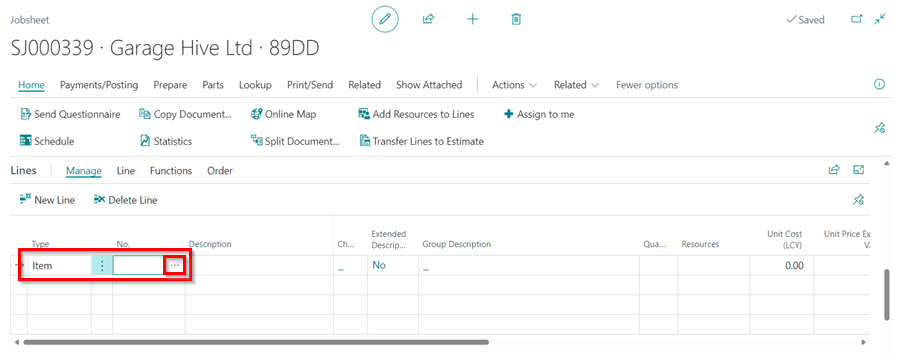 Jobsheet
Saved
SJ000339 · Garage Hive Ltd · 89DD
Home Payments/Posting Prepare Parts Lookup Print/Send Related Show Attached Actions Related Fewer options
Send Questionnaire Copy Document... Online Map Add Resources to Lines Assign to me
Schedule Statistics Split Document... Transfer Lines to Estimate
Lines Manage Line Functions Order
New Line Delete Line
Type No. Description Ch... Extended Descrip... Group Description Qua... Resources Unit Cost (LCY) Unit Price Ex V.
Item ... _ No _ 0.00